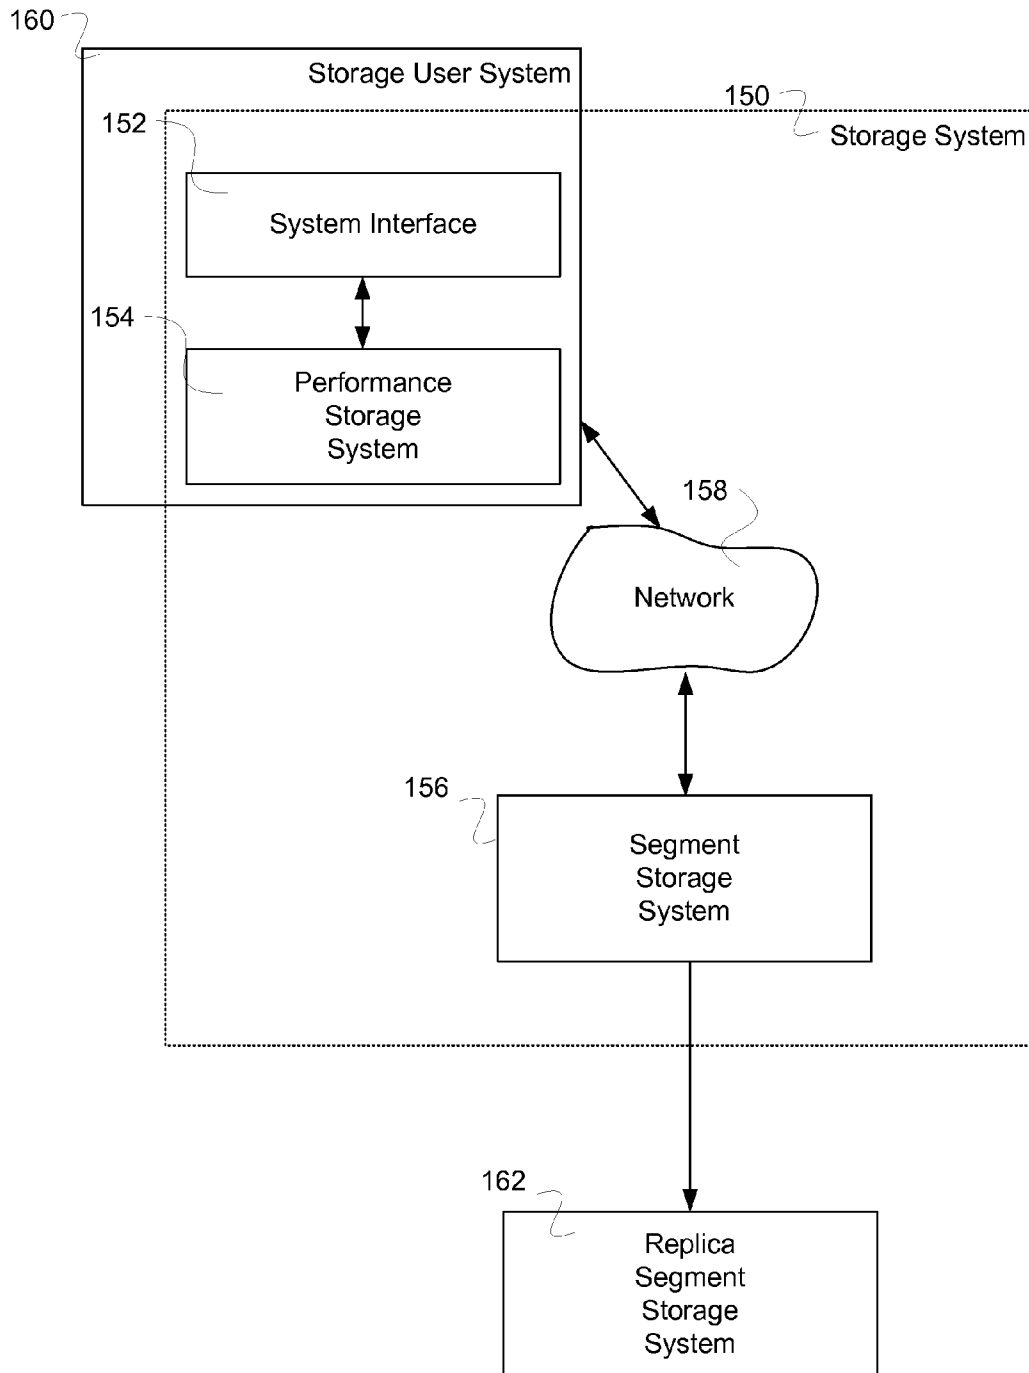 160
Storage User System
150
Storage System
152
System Interface
154
Performance
Storage
System
158
Network
156
Segment
Storage
System
162
Replica
Segment
Storage
System